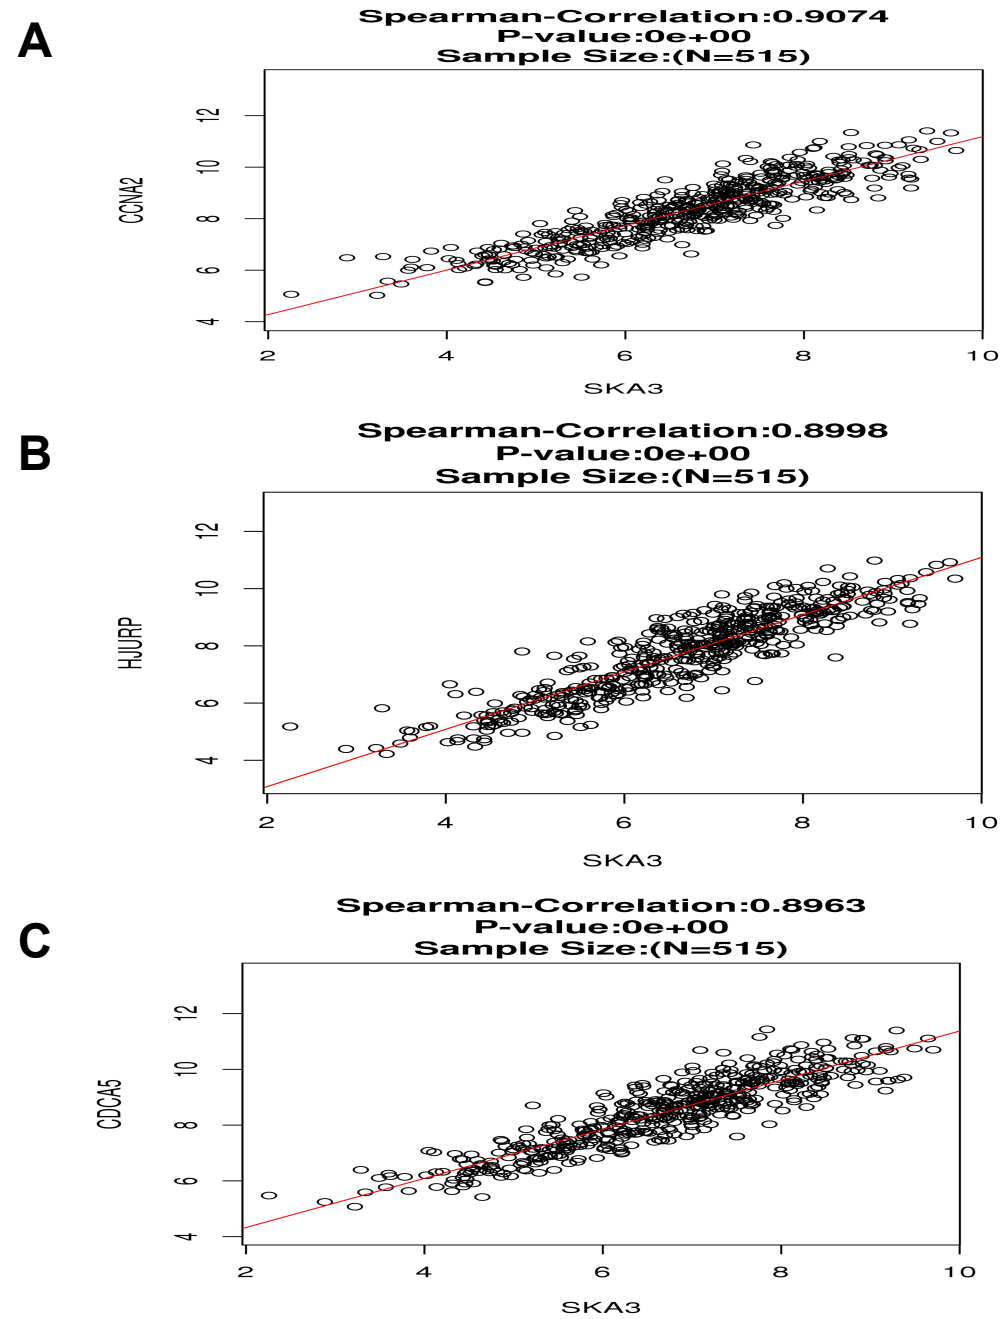 A
Spearman-Correlation:0.9074
P-value:0e+00
Sample Size:(N=515)
CCNA2
12
10
8
6
4
2 4 6 8 10
SKA3
B
Spearman-Correlation:0.8998
P-value:0e+00
Sample Size:(N=515)
HJURP
12
10
8
6
4
2 4 6 8 10
SKA3
C
Spearman-Correlation:0.8963
P-value:0e+00
Sample Size:(N=515)
CDCA5
12
10
8
6
4
2 4 6 8 10
SKA3